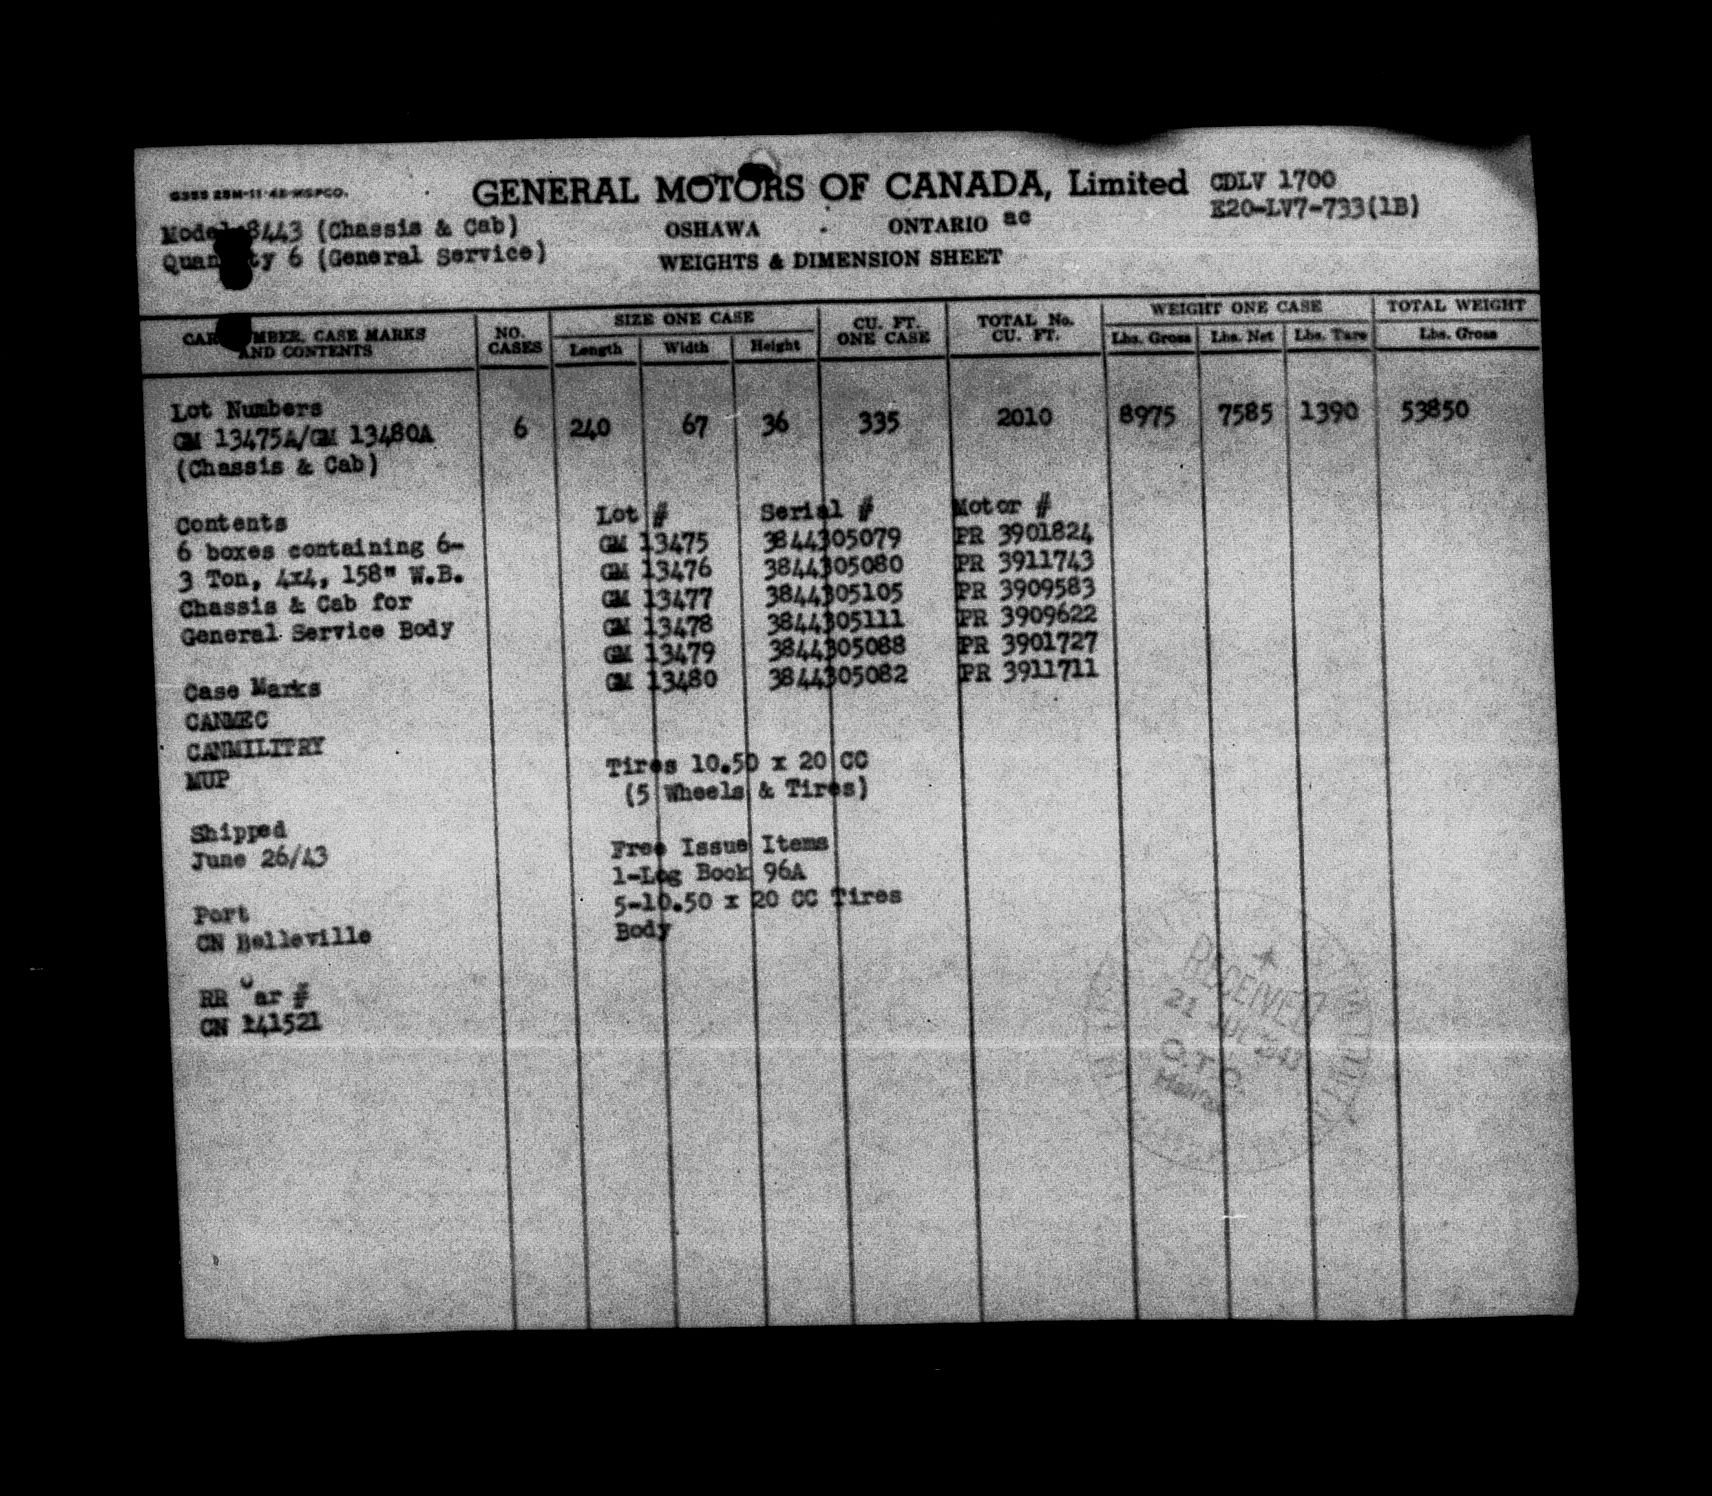 GENERAL MOTORS OF CANADA, Limited
CDLV 1700
E20-LV7-733(1B)
Model 8443 (Chassis & Cab)
OSHAWA - ONTARIO ac
Quantity 6 (General Service)
WEIGHTS & DIMENSION SHEET
CAR NUMBER, CASE MARKS AND CONTENTS
NO. CASES
SIZE ONE CASE
Length Width Height
CU. FT. ONE CASE
TOTAL No. CU. FT.
WEIGHT ONE CASE
Lbs. Gross Lbs. Net Lbs. Tare
TOTAL WEIGHT
Lbs. Gross
Lot Numbers
GM 13475A/GM 13480A 6 240 67 36 335 2010 8975 7585 1390 53850
(Chassis & Cab)
Contents
6 boxes containing 6-
3 Ton, 4x4, 158" W.B.
Chassis & Cab for
General Service Body
Lot # Serial # Motor #
GM 13475 3844305079 PR 3901824
GM 13476 3844305080 PR 3911743
GM 13477 3844305105 PR 3909583
GM 13478 3844305111 PR 3909622
GM 13479 3844305088 PR 3901727
GM 13480 3844305082 PR 3911711
Case Marks
CANMEC
CANMILITRY
MUP
Tires 10.50 x 20 CC
(5 Wheels & Tires)
Shipped
June 26/43
Free Issue Items
1-Log Book 96A
5-10.50 x 20 CC Tires
Body
Port
CN Belleville
RR Car #
CN 141521
RECEIVED
21 JUL 1943
O.T.C.